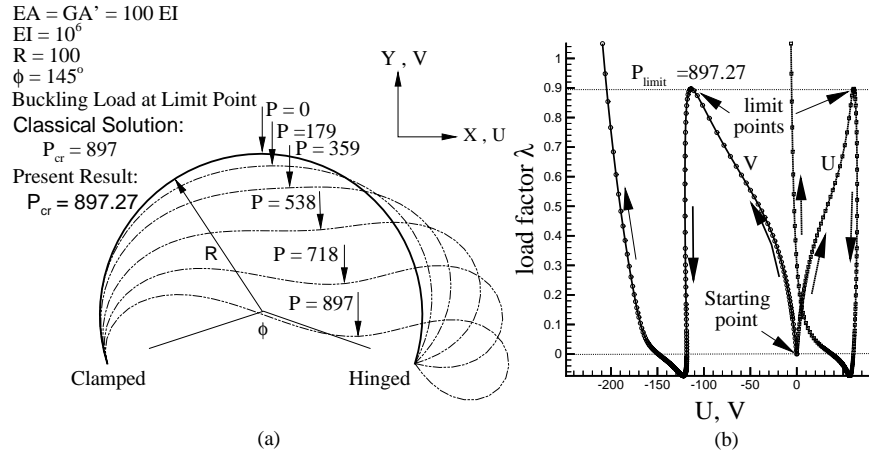 EA = GA’ = 100 EI
EI = 10⁶
R = 100
ϕ = 145°
Buckling Load at Limit Point
Classical Solution:
P_cr = 897
Present Result:
P_cr = 897.27
P = 0
P =179
P = 359
P = 538
P = 718
P = 897
R
ϕ
Clamped
Hinged
Y , V
X , U
(a)
load factor λ
1
0.9
0.8
0.7
0.6
0.5
0.4
0.3
0.2
0.1
0
P_limit =897.27
limit
points
V
U
Starting
point
-200 -150 -100 -50 0 50
U, V
(b)